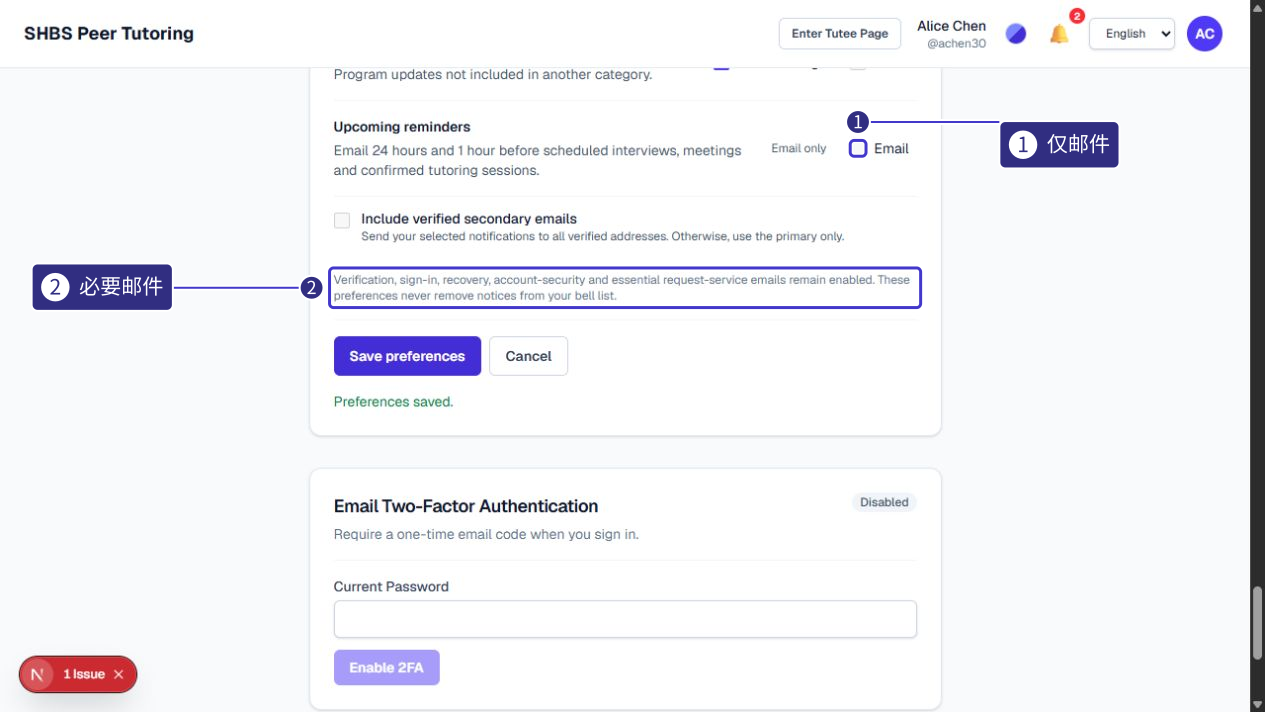 SHBS Peer Tutoring
Enter Tutee Page
Alice Chen
@achen30
2
English
AC
Program updates not included in another category.
Upcoming reminders
Email 24 hours and 1 hour before scheduled interviews, meetings
and confirmed tutoring sessions.
Email only
Email
1
1 仅邮件
Include verified secondary emails
Send your selected notifications to all verified addresses. Otherwise, use the primary only.
2 必要邮件
2
Verification, sign-in, recovery, account-security and essential request-service emails remain enabled. These
preferences never remove notices from your bell list.
Save preferences
Cancel
Preferences saved.
Email Two-Factor Authentication
Disabled
Require a one-time email code when you sign in.
Current Password
Enable 2FA
N
1 Issue